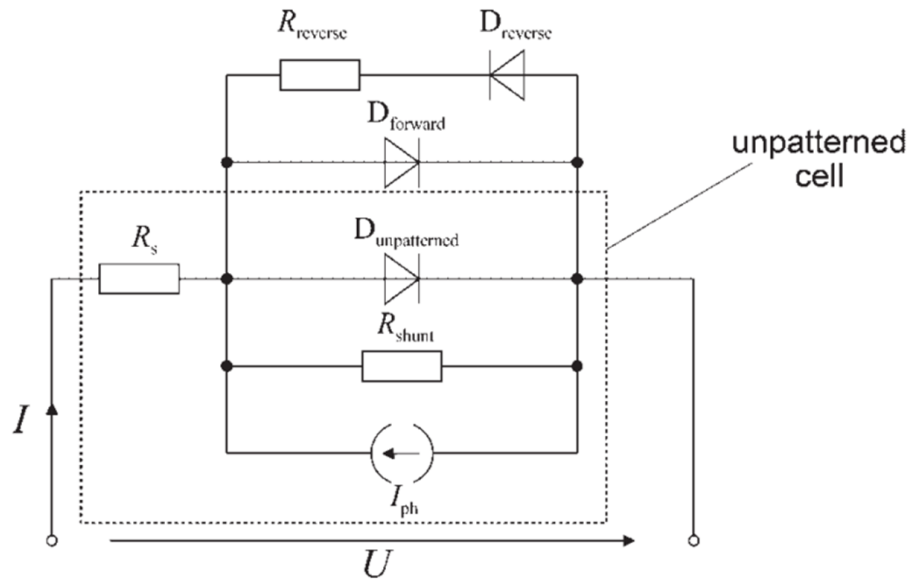 R_reverse
D_reverse
D_forward
unpatterned
cell
R_s
D_unpatterned
R_shunt
I
I_ph
U